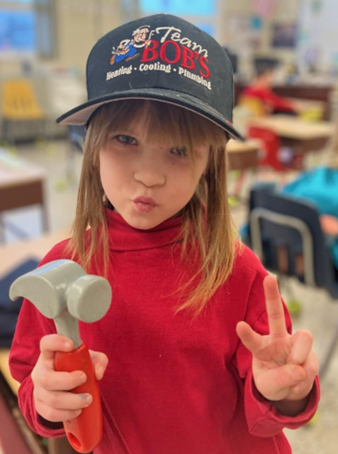 Team
BOB'S
Heating • Cooling • Plumbing